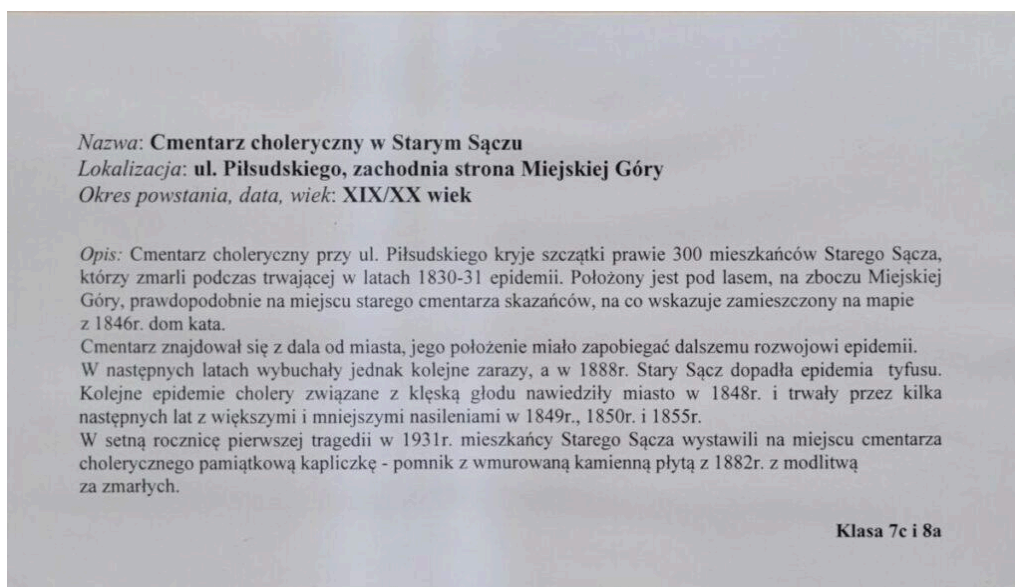 Nazwa: Cmentarz choleryczny w Starym Sączu
Lokalizacja: ul. Piłsudskiego, zachodnia strona Miejskiej Góry
Okres powstania, data, wiek: XIX/XX wiek
Opis: Cmentarz choleryczny przy ul. Piłsudskiego kryje szczątki prawie 300 mieszkańców Starego Sącza,
którzy zmarli podczas trwającej w latach 1830-31 epidemii. Położony jest pod lasem, na zboczu Miejskiej
Góry, prawdopodobnie na miejscu starego cmentarza skazańców, na co wskazuje zamieszczony na mapie
z 1846r. dom kata.
Cmentarz znajdował się z dala od miasta, jego położenie miało zapobiegać dalszemu rozwojowi epidemii.
W następnych latach wybuchały jednak kolejne zarazy, a w 1888r. Stary Sącz dopadła epidemia tyfusu.
Kolejne epidemie cholery związane z klęską głodu nawiedziły miasto w 1848r. i trwały przez kilka
następnych lat z większymi i mniejszymi nasileniami w 1849r., 1850r. i 1855r.
W setną rocznicę pierwszej tragedii w 1931r. mieszkańcy Starego Sącza wystawili na miejscu cmentarza
cholerycznego pamiątkową kapliczkę - pomnik z wmurowaną kamienną płytą z 1882r. z modlitwą
za zmarłych.
Klasa 7c i 8a